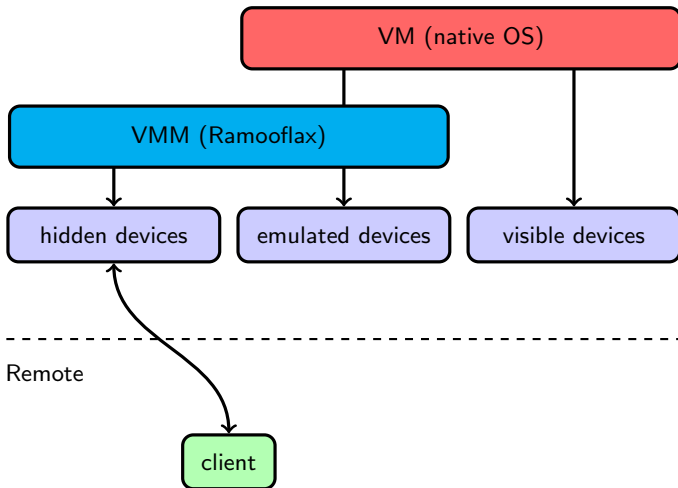 VM (native OS)
VMM (Ramooflax)
hidden devices
emulated devices
visible devices
Remote
client